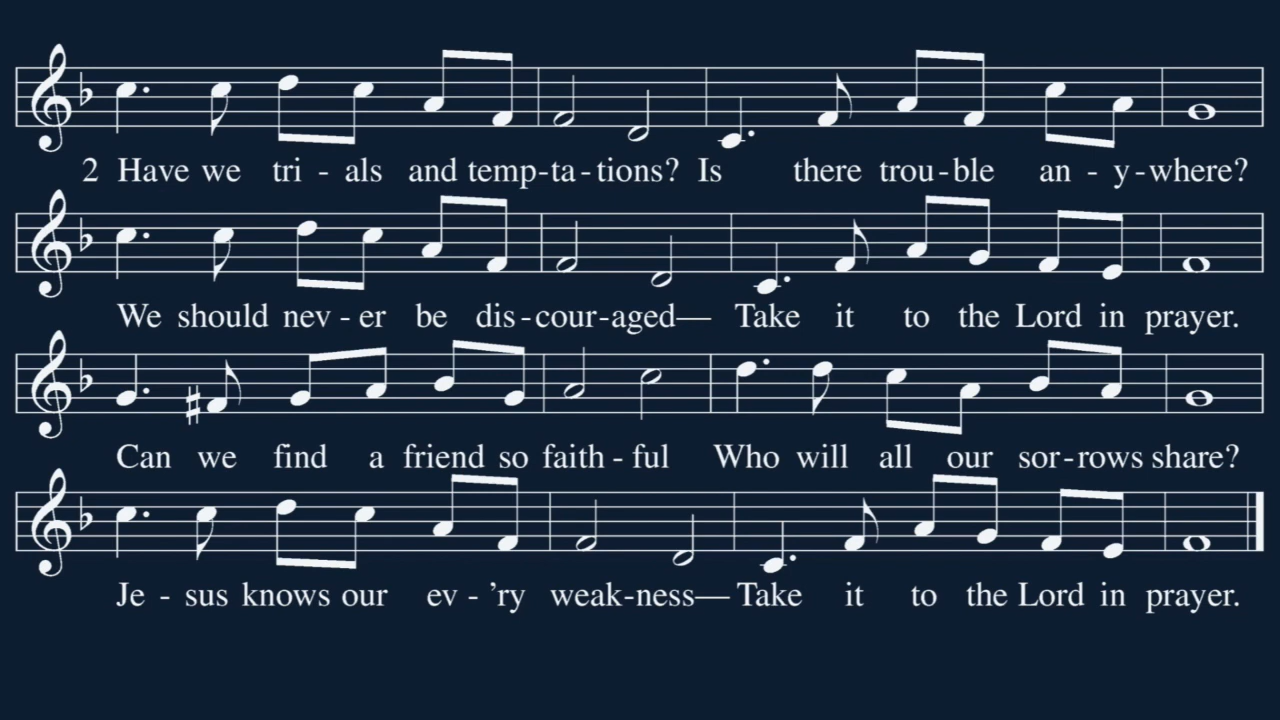 2 Have we tri - als and temp-ta-tions? Is there trou-ble an - y-where?
We should nev - er be dis-cour-aged— Take it to the Lord in prayer.
Can we find a friend so faith - ful Who will all our sor-rows share?
Je - sus knows our ev - 'ry weak-ness— Take it to the Lord in prayer.